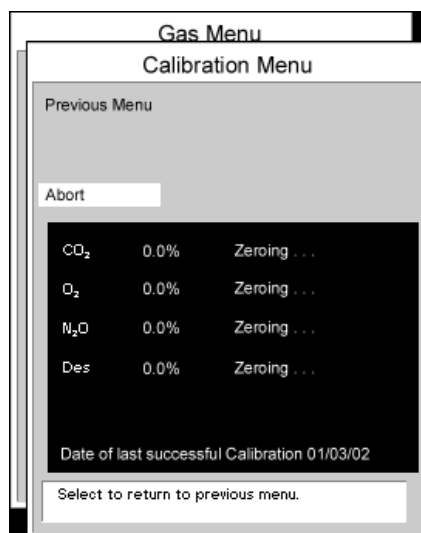 Gas Menu
Calibration Menu
Previous Menu
Abort
CO₂ 0.0% Zeroing . . .
O₂ 0.0% Zeroing . . .
N₂O 0.0% Zeroing . . .
Des 0.0% Zeroing . . .
Date of last successful Calibration 01/03/02
Select to return to previous menu.